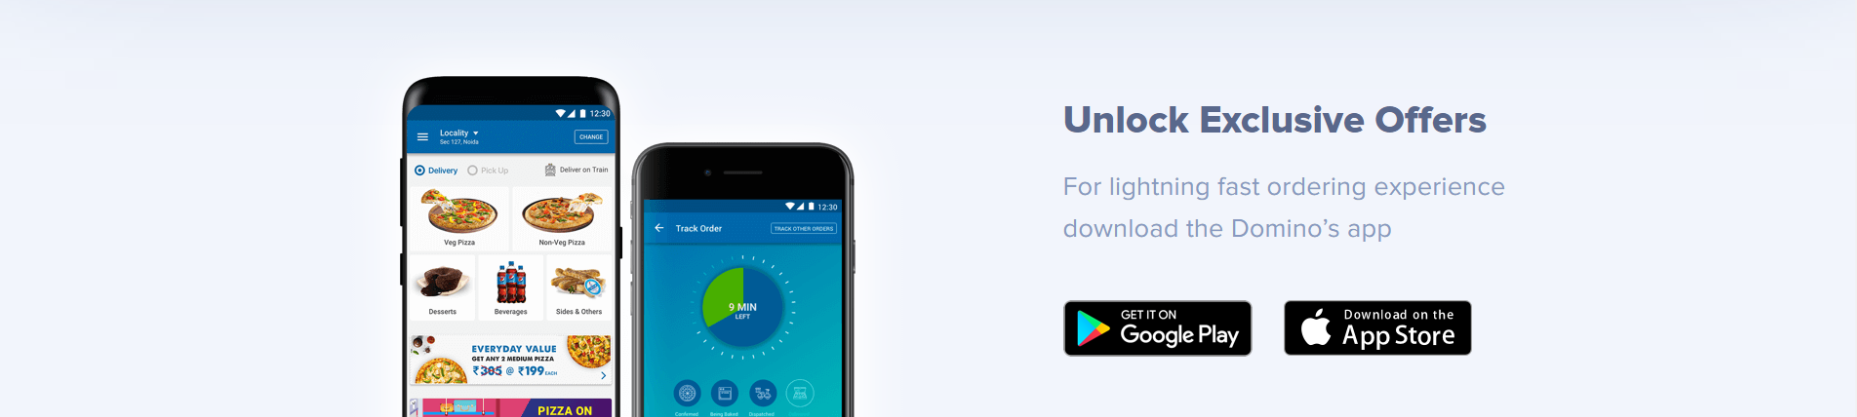 12:30
Locality
Sec 127, Noida
CHANGE
Delivery
Pick Up
Deliver on Train
Veg Pizza
Non-Veg Pizza
Desserts
Beverages
Sides & Others
EVERYDAY VALUE
GET ANY 2 MEDIUM PIZZA
₹305 @ ₹199 EACH
PIZZA ON
12:30
Track Order
TRACK OTHER ORDERS
9 MIN
LEFT
Confirmed
Being Baked
Dispatched
Unlock Exclusive Offers
For lightning fast ordering experience
download the Domino’s app
GET IT ON
Google Play
Download on the
App Store